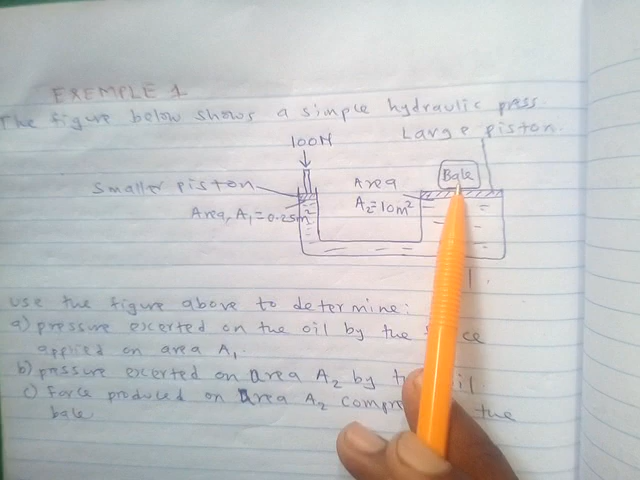 EXEMPLE 1
The figure below shows a simple hydraulic press.
100N
Large piston.
Smaller piston
Area
Bale
Area, A₁ = 0.25m²
A₂ = 10m²
use the figure above to determine:
a) pressure excerted on the oil by the
applied on area A₁.
b) pressure excerted on area A₂ by
c) force produced on area A₂ the
bale